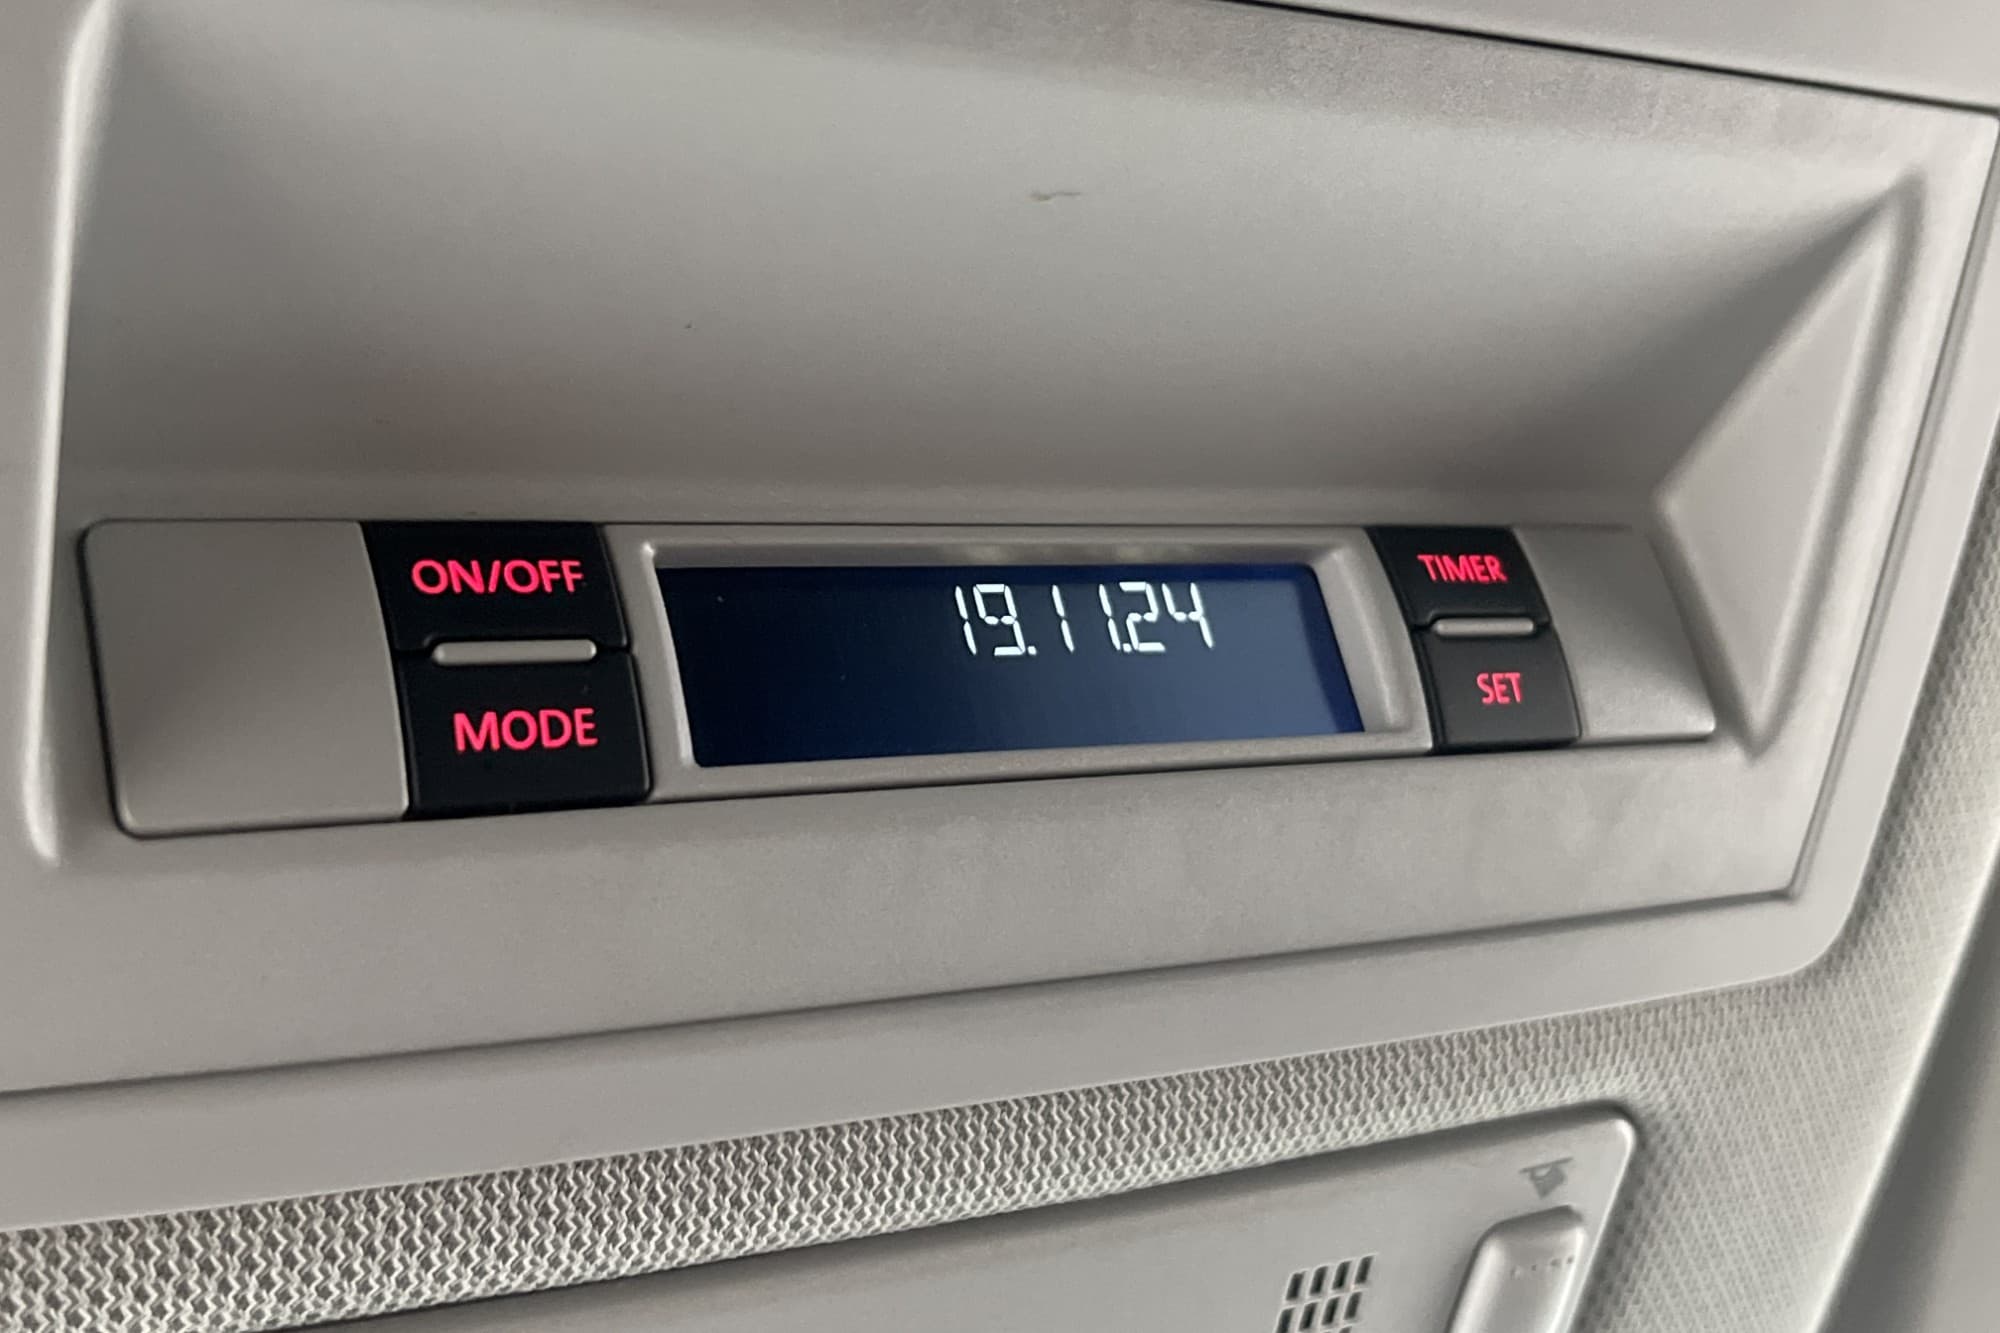 ON/OFF
19.11.24
TIMER
MODE
SET